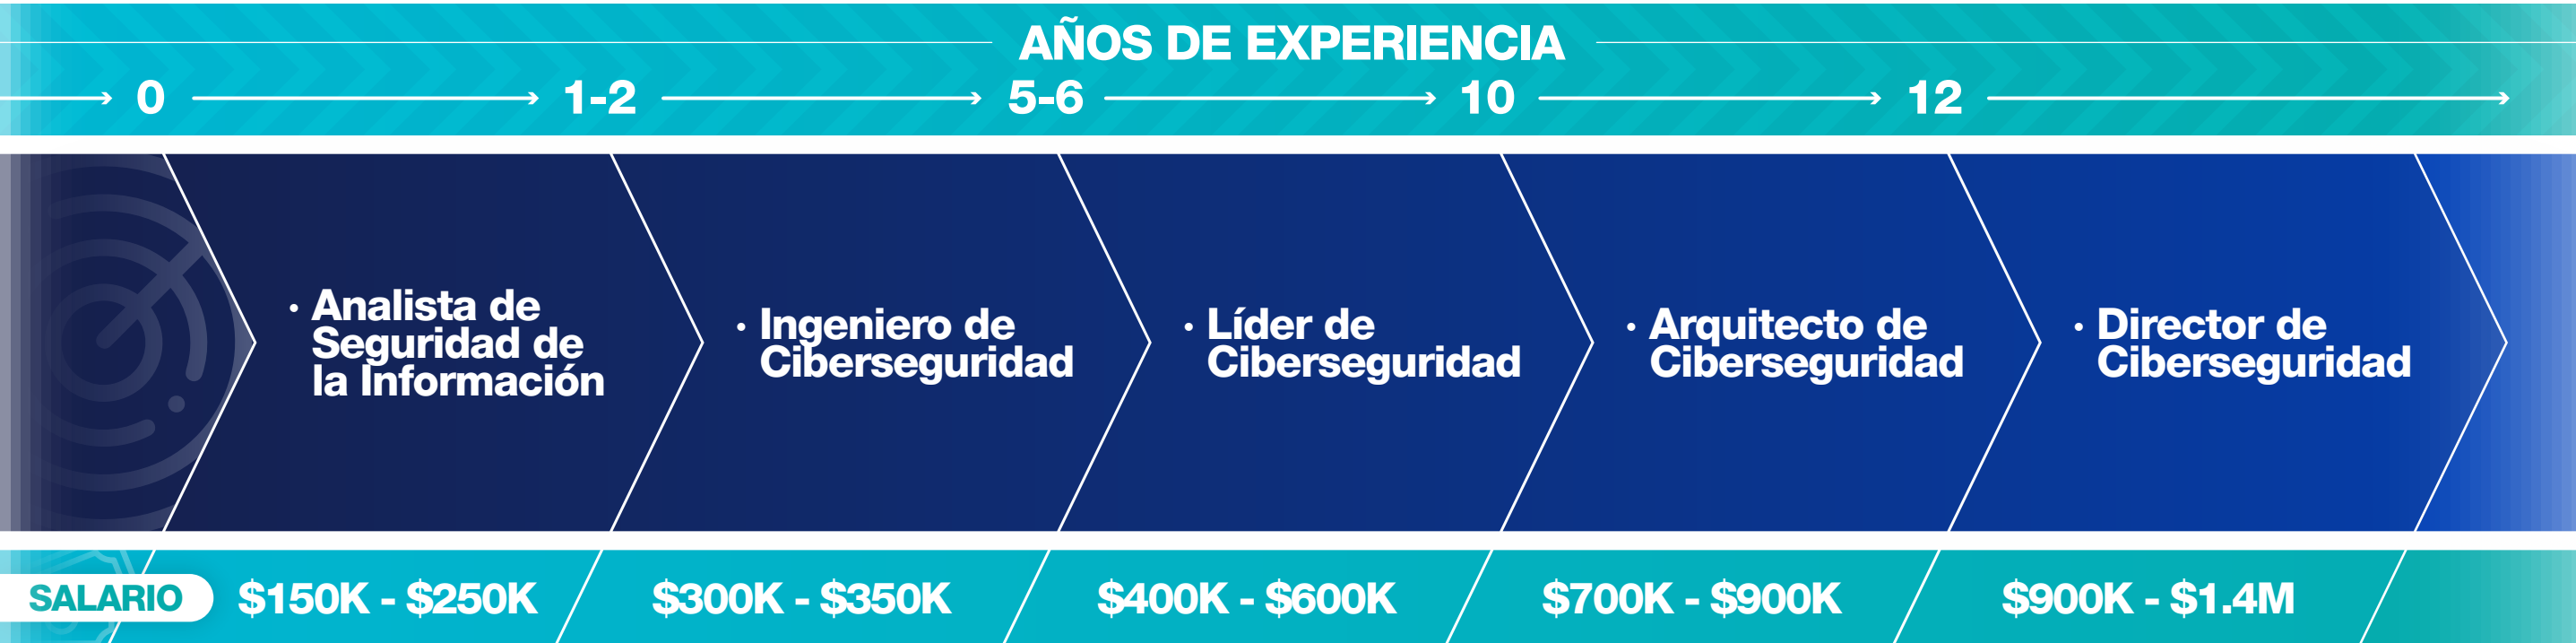 AÑOS DE EXPERIENCIA
0 1-2 5-6 10 12
· Analista de
Seguridad de
la Información
· Ingeniero de
Ciberseguridad
· Líder de
Ciberseguridad
· Arquitecto de
Ciberseguridad
· Director de
Ciberseguridad
SALARIO $150K - $250K $300K - $350K $400K - $600K $700K - $900K $900K - $1.4M